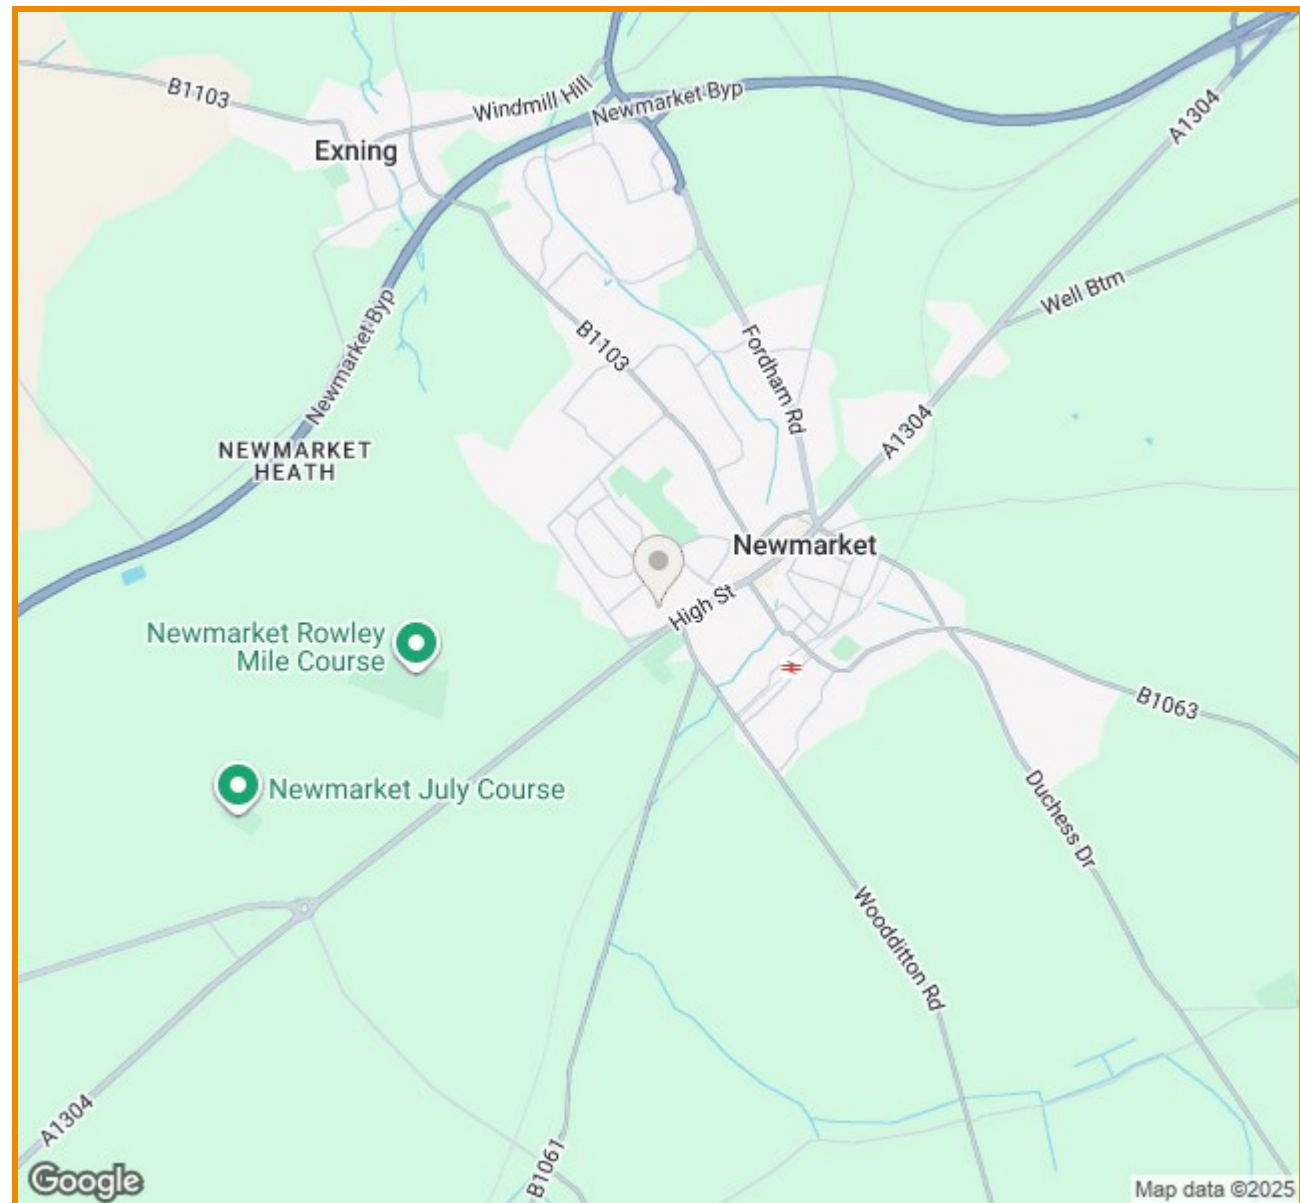 B1103
Windmill Hill
Newmarket Byp
A1304
Exning
Well Btm
Newmarket Byp
B1103
Fordham Rd
A1304
NEWMARKET
HEATH
Newmarket
High St
Newmarket Rowley
Mile Course
B1063
Newmarket July Course
Duchess Dr
Woodditton Rd
A1304
B1061
Google
Map data ©2025